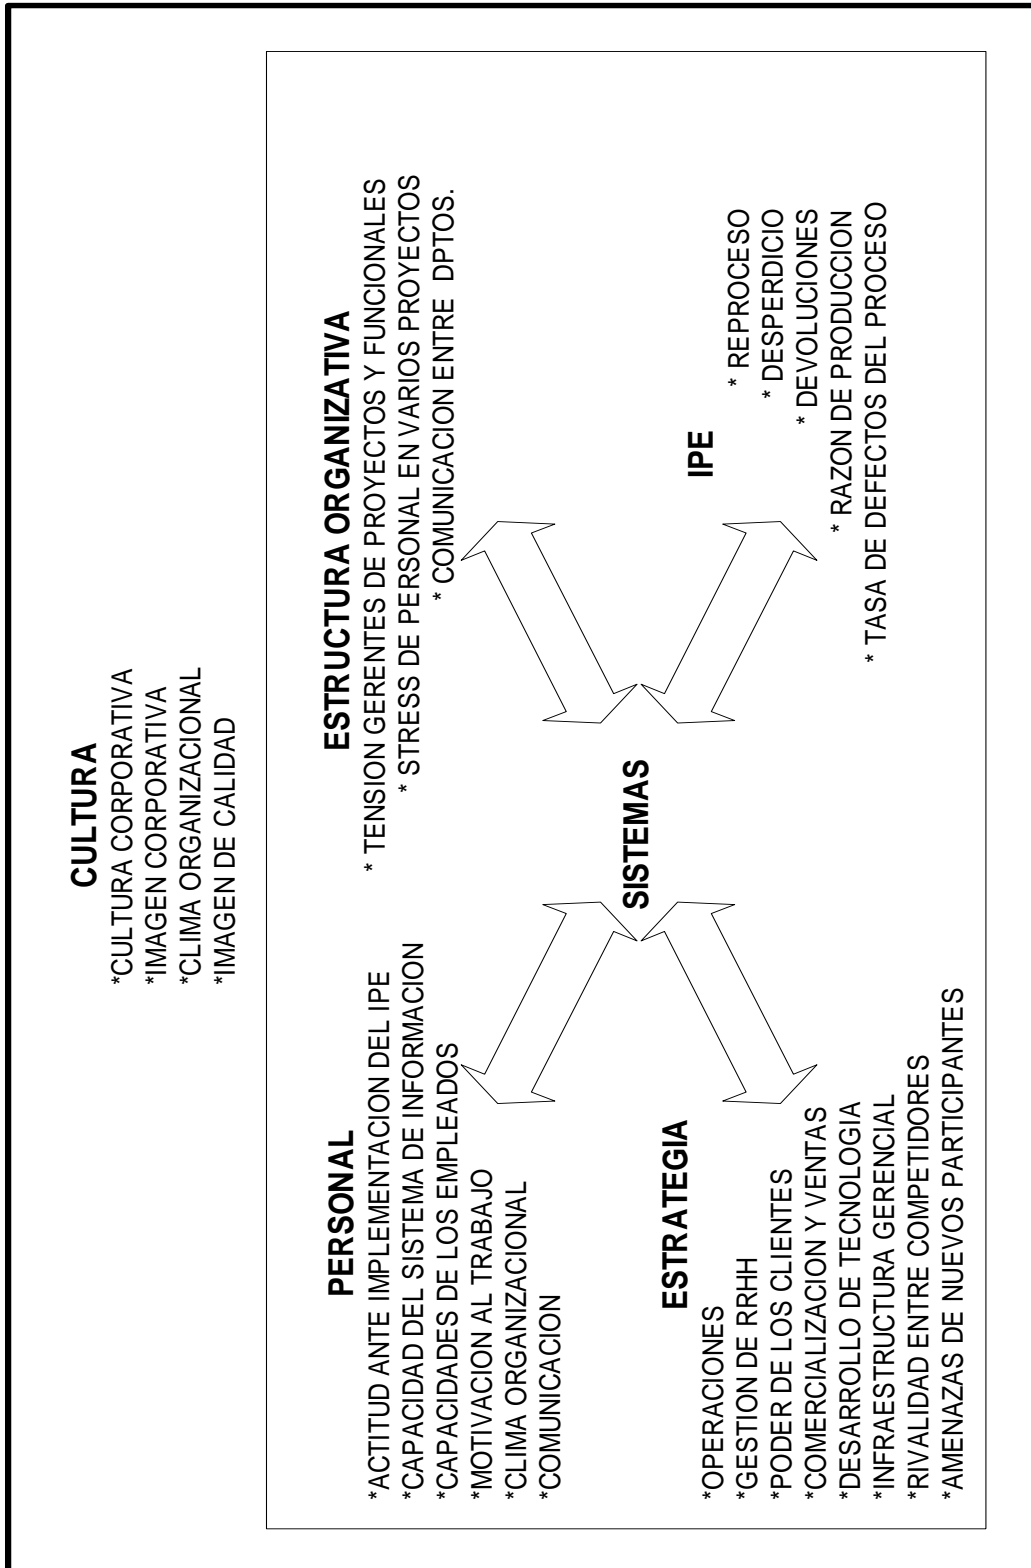 CULTURA
*CULTURA CORPORATIVA
*IMAGEN CORPORATIVA
*CLIMA ORGANIZACIONAL
*IMAGEN DE CALIDAD
PERSONAL
*ACTITUD ANTE IMPLEMENTACION DEL IPE
*CAPACIDAD DEL SISTEMA DE INFORMACION
*CAPACIDADES DE LOS EMPLEADOS
*MOTIVACION AL TRABAJO
*CLIMA ORGANIZACIONAL
*COMUNICACION
ESTRUCTURA ORGANIZATIVA
* TENSION GERENTES DE PROYECTOS Y FUNCIONALES
* STRESS DE PERSONAL EN VARIOS PROYECTOS
* COMUNICACION ENTRE DPTOS.
SISTEMAS
ESTRATEGIA
*OPERACIONES
*GESTION DE RRHH
*PODER DE LOS CLIENTES
*COMERCIALIZACION Y VENTAS
*DESARROLLO DE TECNOLOGIA
*INFRAESTRUCTURA GERENCIAL
*RIVALIDAD ENTRE COMPETIDORES
*AMENAZAS DE NUEVOS PARTICIPANTES
IPE
* REPROCESO
* DESPERDICIO
* DEVOLUCIONES
* RAZON DE PRODUCCION
* TASA DE DEFECTOS DEL PROCESO